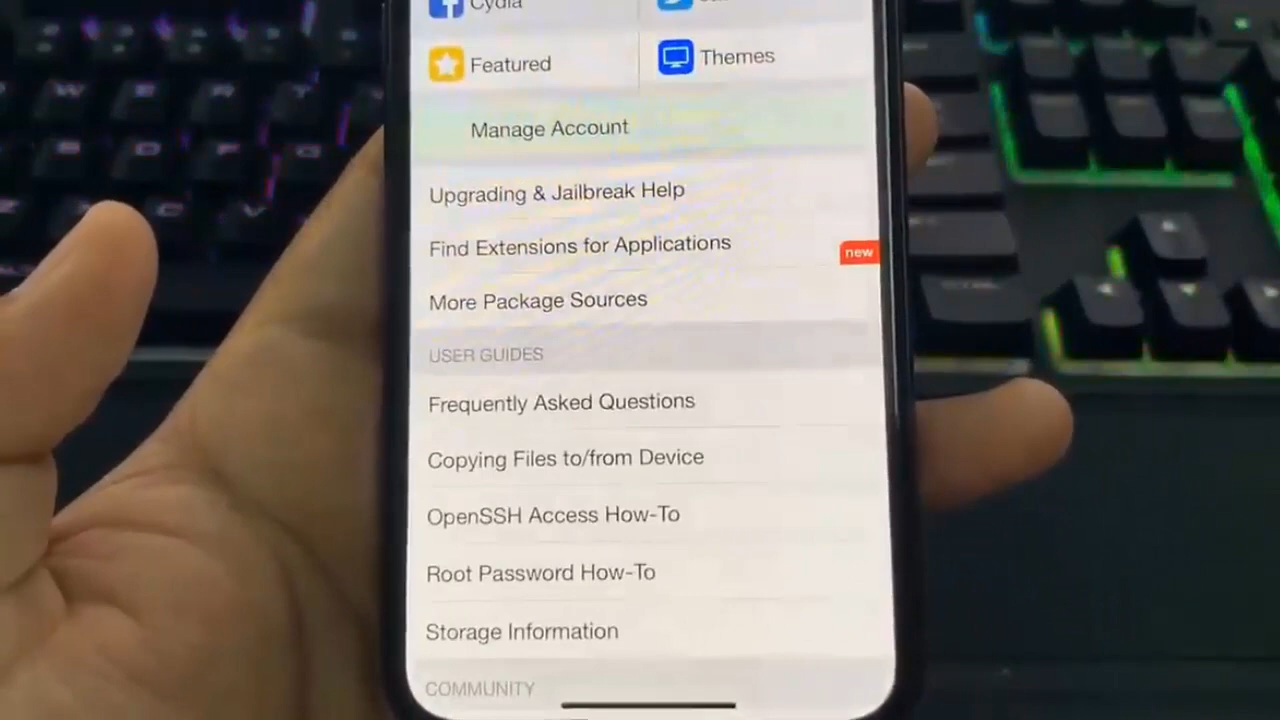 Cydia
Featured
Themes
Manage Account
Upgrading & Jailbreak Help
Find Extensions for Applications
new
More Package Sources
USER GUIDES
Frequently Asked Questions
Copying Files to/from Device
OpenSSH Access How-To
Root Password How-To
Storage Information
COMMUNITY
W E R T
S D F G
C V
CTRL